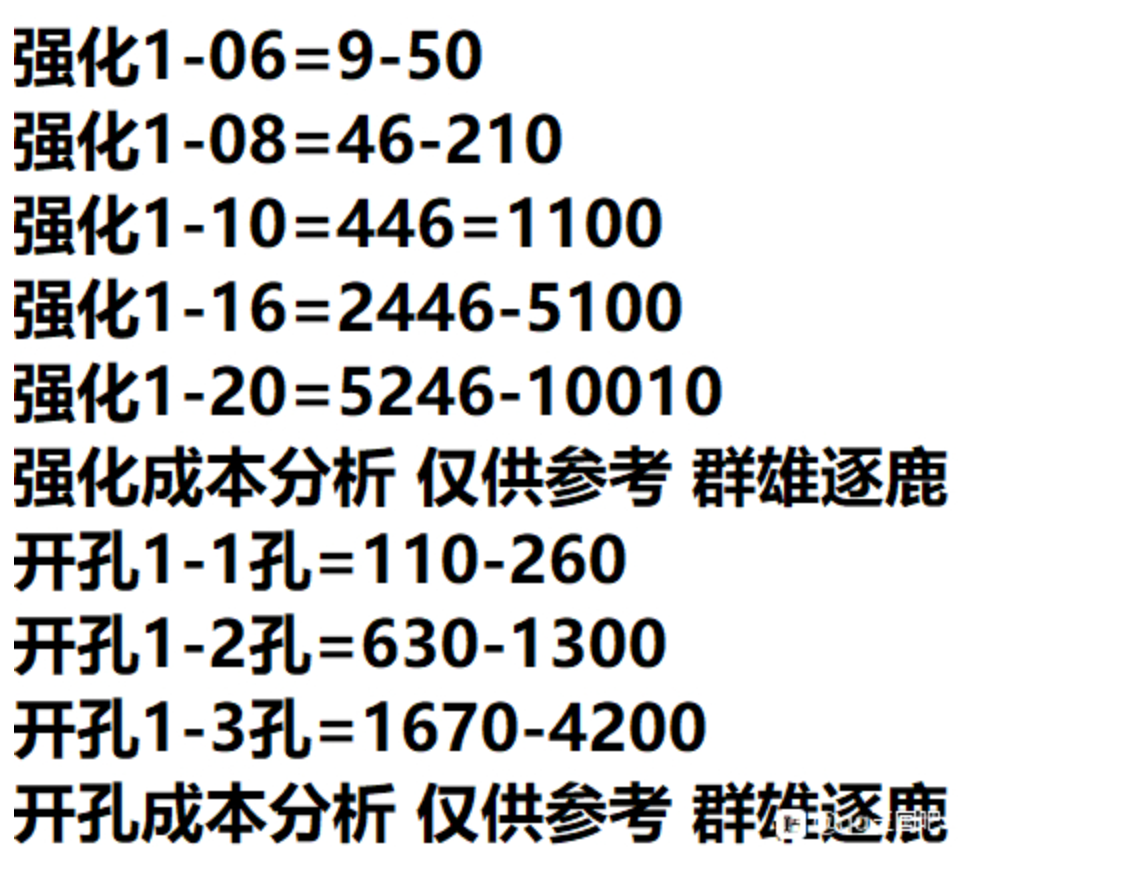 强化1-06=9-50
强化1-08=46-210
强化1-10=446=1100
强化1-16=2446-5100
强化1-20=5246-10010
强化成本分析 仅供参考 群雄逐鹿
开孔1-1孔=110-260
开孔1-2孔=630-1300
开孔1-3孔=1670-4200
开孔成本分析 仅供参考 群雄逐鹿